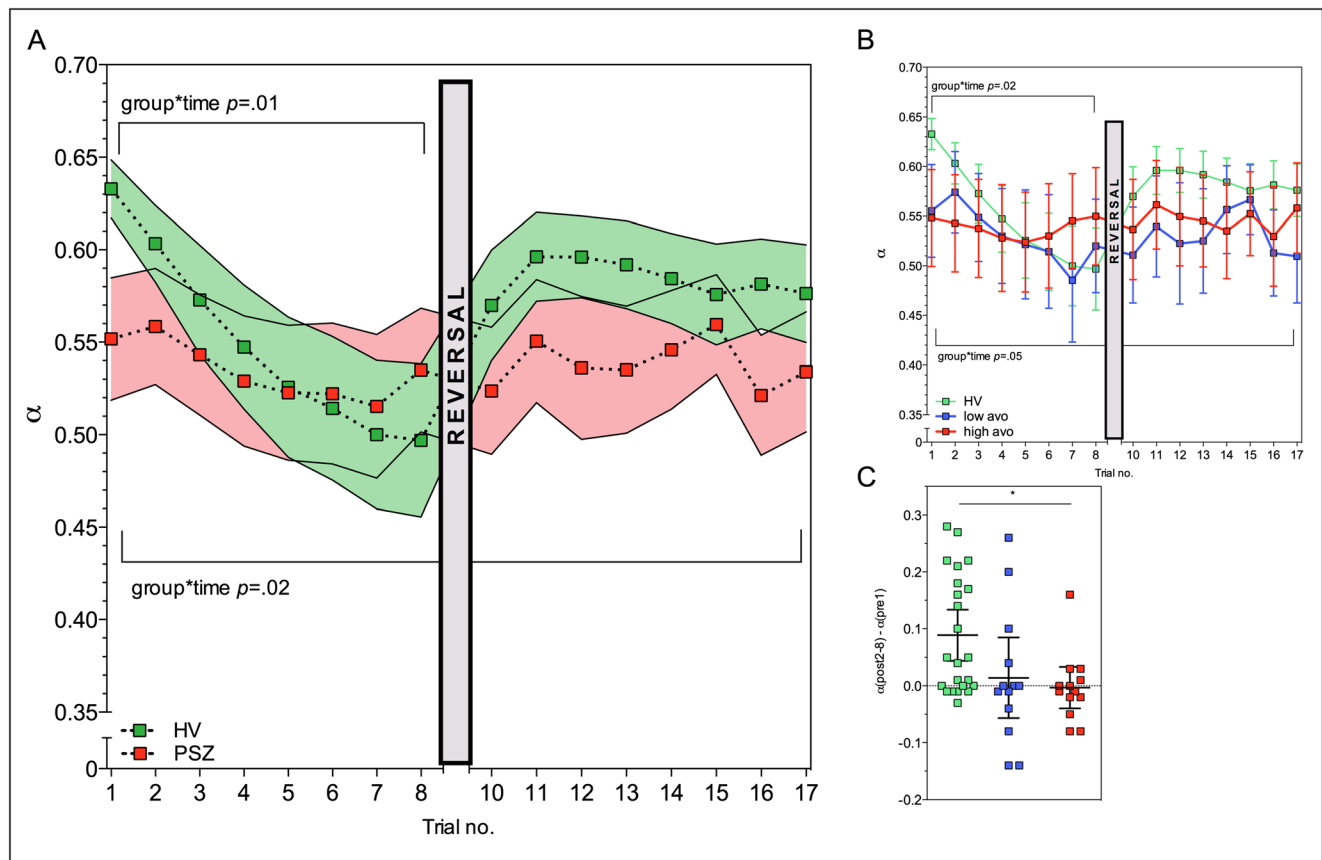 A
0.70
0.65
0.60
0.55
0.50
0.45
0.40
0.35
0
α
group*time p=.01
REVERSAL
group*time p=.02
HV
PSZ
1 2 3 4 5 6 7 8 10 11 12 13 14 15 16 17
Trial no.
B
0.70
0.65
0.60
0.55
0.50
0.45
0.40
0.35
0
α
group*time p=.02
REVERSAL
group*time p=.05
HV
low avo
high avo
1 2 3 4 5 6 7 8 10 11 12 13 14 15 16 17
Trial no.
C
0.3
0.2
0.1
0.0
-0.1
-0.2
α(post2-8) - α(pre1)
*